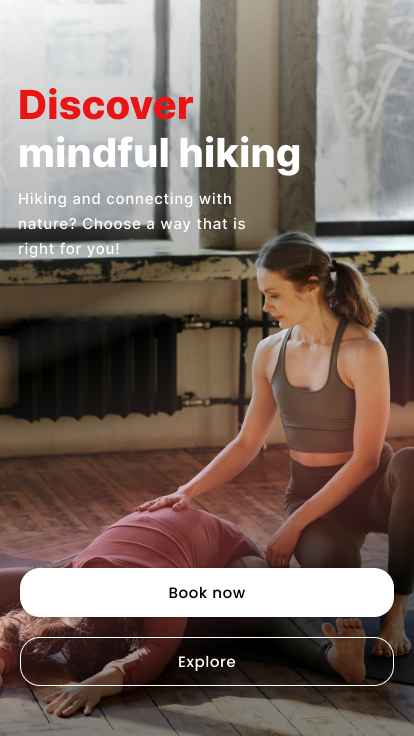 Discover
mindful hiking
Hiking and connecting with
nature? Choose a way that is
right for you!
Book now
Explore